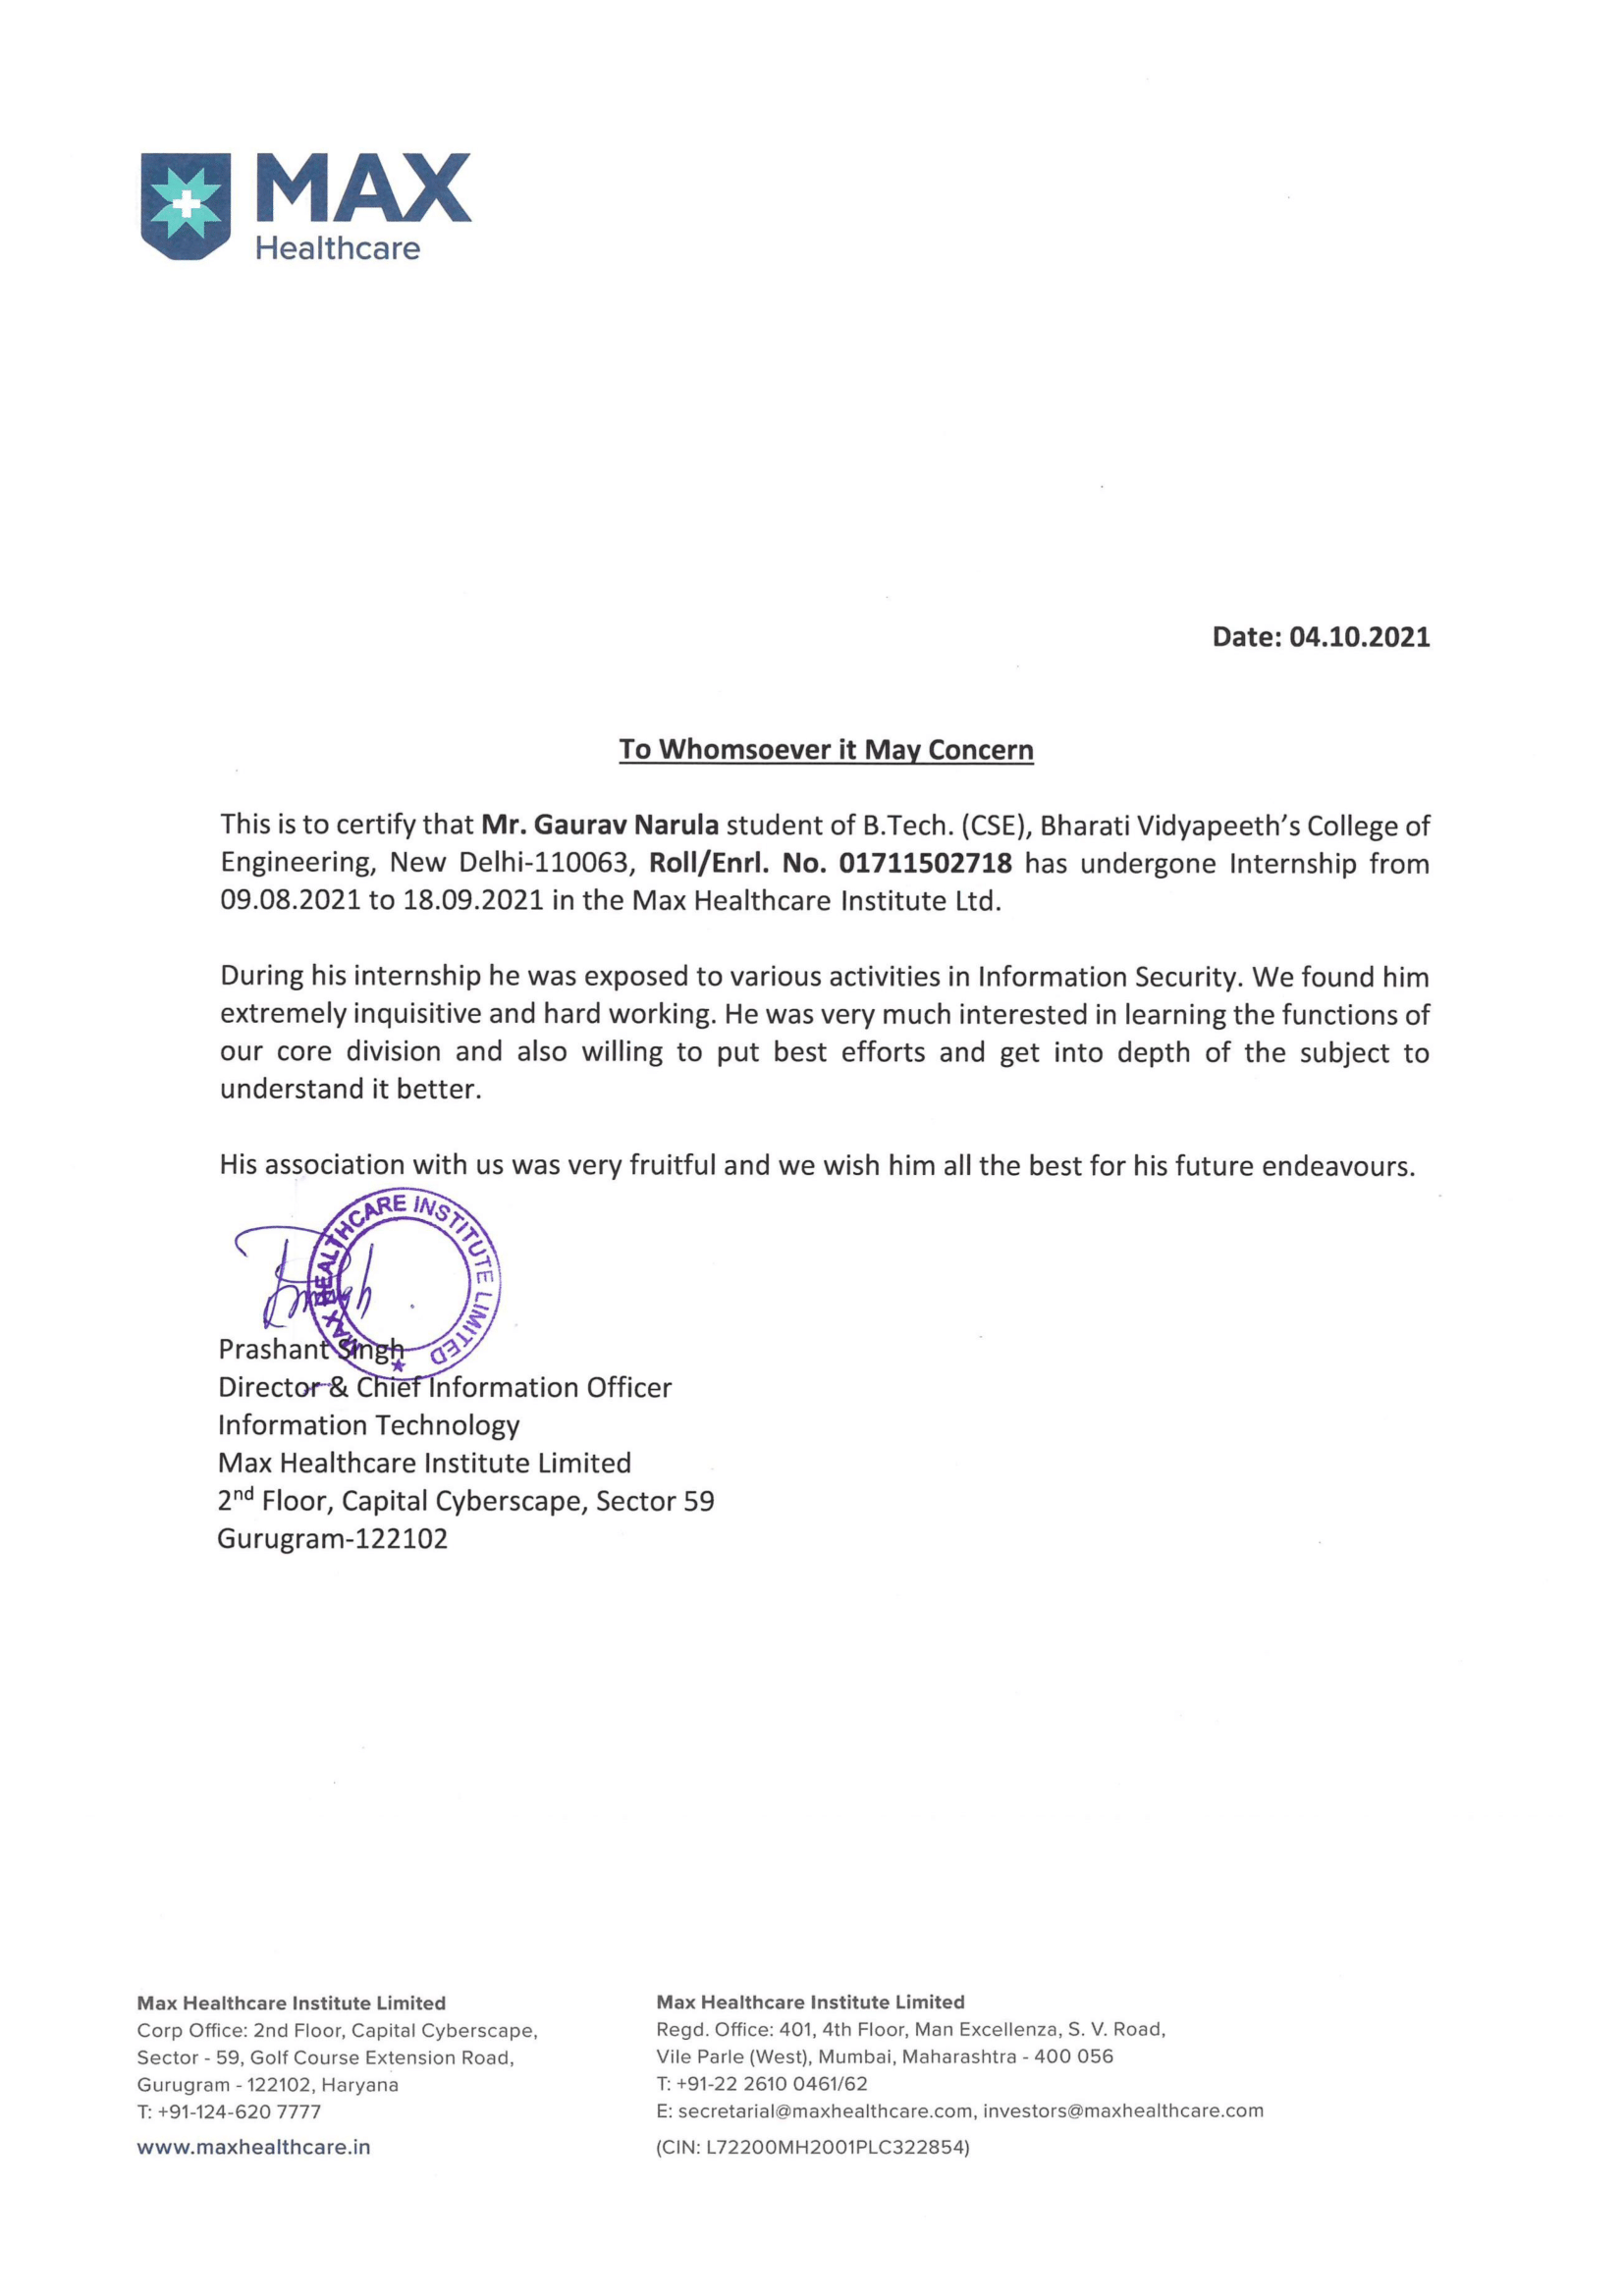 MAX
Healthcare
Date: 04.10.2021
To Whomsoever it May Concern
This is to certify that Mr. Gaurav Narula student of B.Tech. (CSE), Bharati Vidyapeeth's College of
Engineering, New Delhi-110063, Roll/Enrl. No. 01711502718 has undergone Internship from
09.08.2021 to 18.09.2021 in the Max Healthcare Institute Ltd.
During his internship he was exposed to various activities in Information Security. We found him
extremely inquisitive and hard working. He was very much interested in learning the functions of
our core division and also willing to put best efforts and get into depth of the subject to
understand it better.
His association with us was very fruitful and we wish him all the best for his future endeavours.
MAX HEALTHCARE INSTITUTE LIMITED
Prashant Singh
Director & Chief Information Officer
Information Technology
Max Healthcare Institute Limited
2nd Floor, Capital Cyberscape, Sector 59
Gurugram-122102
Max Healthcare Institute Limited
Corp Office: 2nd Floor, Capital Cyberscape,
Sector - 59, Golf Course Extension Road,
Gurugram - 122102, Haryana
T: +91-124-620 7777
www.maxhealthcare.in
Max Healthcare Institute Limited
Regd. Office: 401, 4th Floor, Man Excellenza, S. V. Road,
Vile Parle (West), Mumbai, Maharashtra - 400 056
T: +91-22 2610 0461/62
E: secretarial@maxhealthcare.com, investors@maxhealthcare.com
(CIN: L72200MH2001PLC322854)